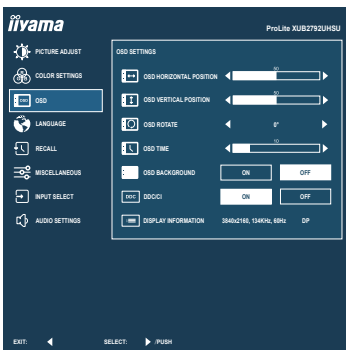 iiyama
ProLite XUB2792UHSU
PICTURE ADJUST
COLOR SETTINGS
OSD
OSD
LANGUAGE
RECALL
MISCELLANEOUS
INPUT SELECT
AUDIO SETTINGS
OSD SETTINGS
OSD HORIZONTAL POSITION
50
OSD VERTICAL POSITION
50
OSD ROTATE
0°
OSD TIME
10
OSD BACKGROUND
ON
OFF
DDC
DDC/CI
ON
OFF
DISPLAY INFORMATION
3840x2160, 134KHz, 60Hz
DP
EXIT:
SELECT:
/PUSH